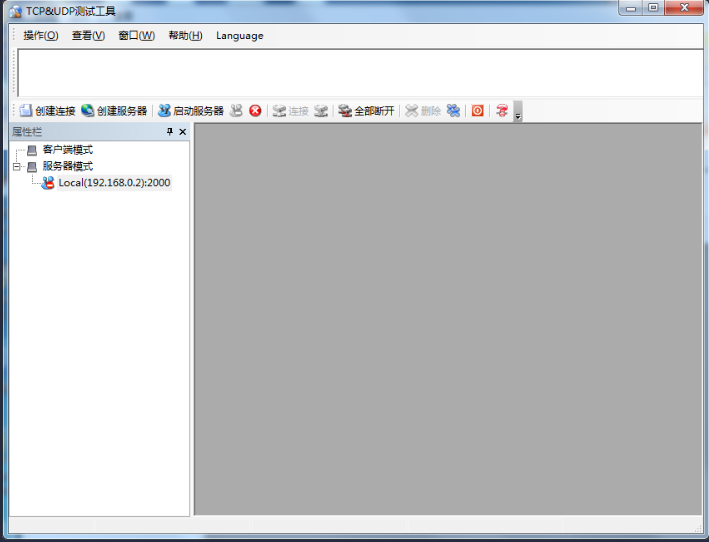 TCP&UDP测试工具
操作(O) 查看(V) 窗口(W) 帮助(H) Language
创建连接 创建服务器 启动服务器 连接 全部断开 删除
属性栏
客户端模式
服务器模式
Local(192.168.0.2):2000